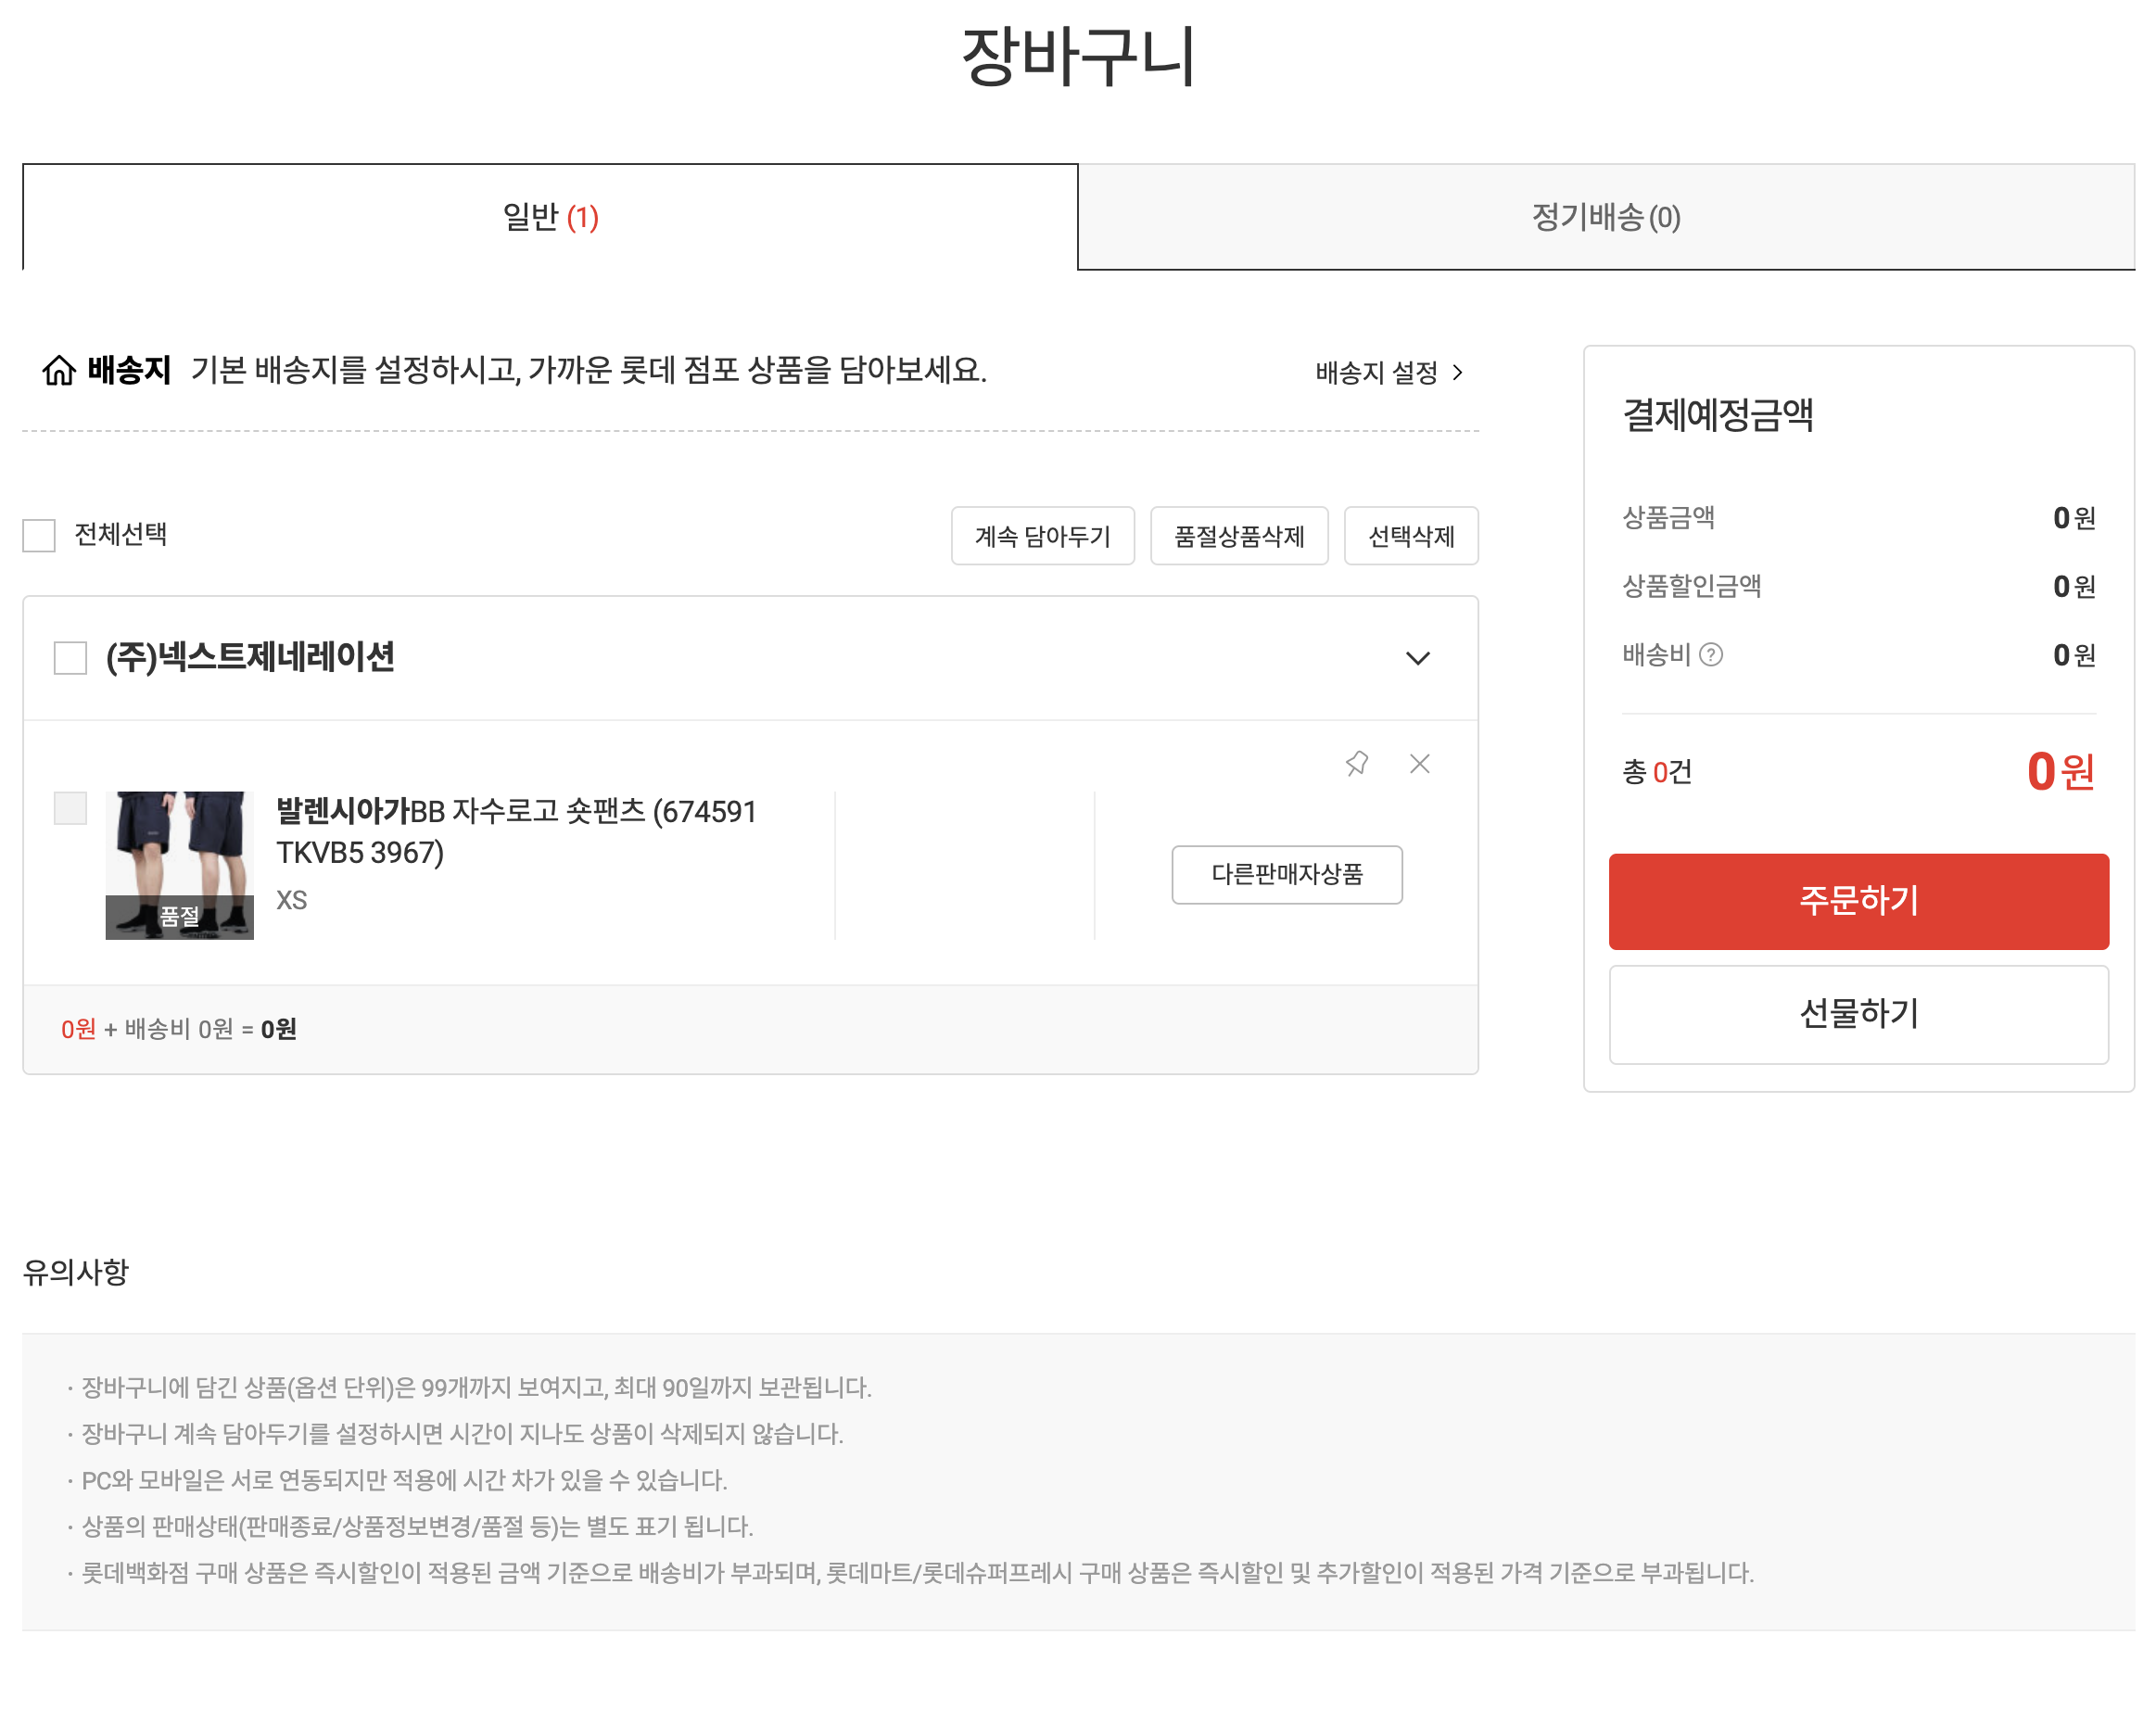 장바구니
일반 (1)
정기배송(0)
배송지 기본 배송지를 설정하시고, 가까운 롯데 점포 상품을 담아보세요.
배송지 설정
전체선택
계속 담아두기
품절상품삭제
선택삭제
(주)넥스트제네레이션
발렌시아가BB 자수로고 숏팬츠 (674591
TKVB5 3967)
XS
품절
다른판매자상품
0원 + 배송비 0원 = 0원
결제예정금액
상품금액 0원
상품할인금액 0원
배송비 ? 0원
총 0건 0원
주문하기
선물하기
유의사항
· 장바구니에 담긴 상품(옵션 단위)은 99개까지 보여지고, 최대 90일까지 보관됩니다.
· 장바구니 계속 담아두기를 설정하시면 시간이 지나도 상품이 삭제되지 않습니다.
· PC와 모바일은 서로 연동되지만 적용에 시간 차가 있을 수 있습니다.
· 상품의 판매상태(판매종료/상품정보변경/품절 등)는 별도 표기 됩니다.
· 롯데백화점 구매 상품은 즉시할인이 적용된 금액 기준으로 배송비가 부과되며, 롯데마트/롯데슈퍼프레시 구매 상품은 즉시할인 및 추가할인이 적용된 가격 기준으로 부과됩니다.